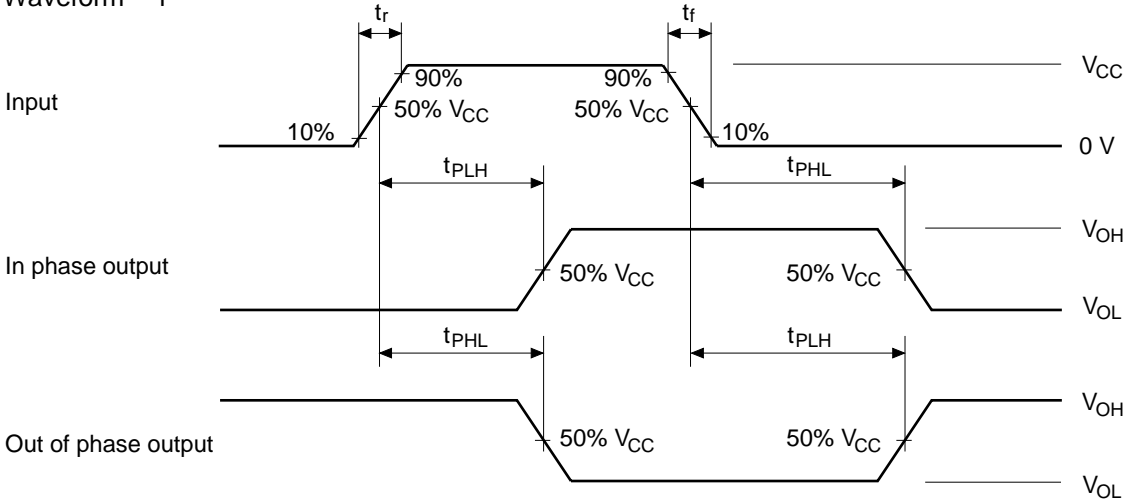 Waveform – 1
tr
tf
90%
90%
VCC
Input
50% VCC
50% VCC
10%
10%
0 V
tPLH
tPHL
VOH
In phase output
50% VCC
50% VCC
VOL
tPHL
tPLH
VOH
Out of phase output
50% VCC
50% VCC
VOL